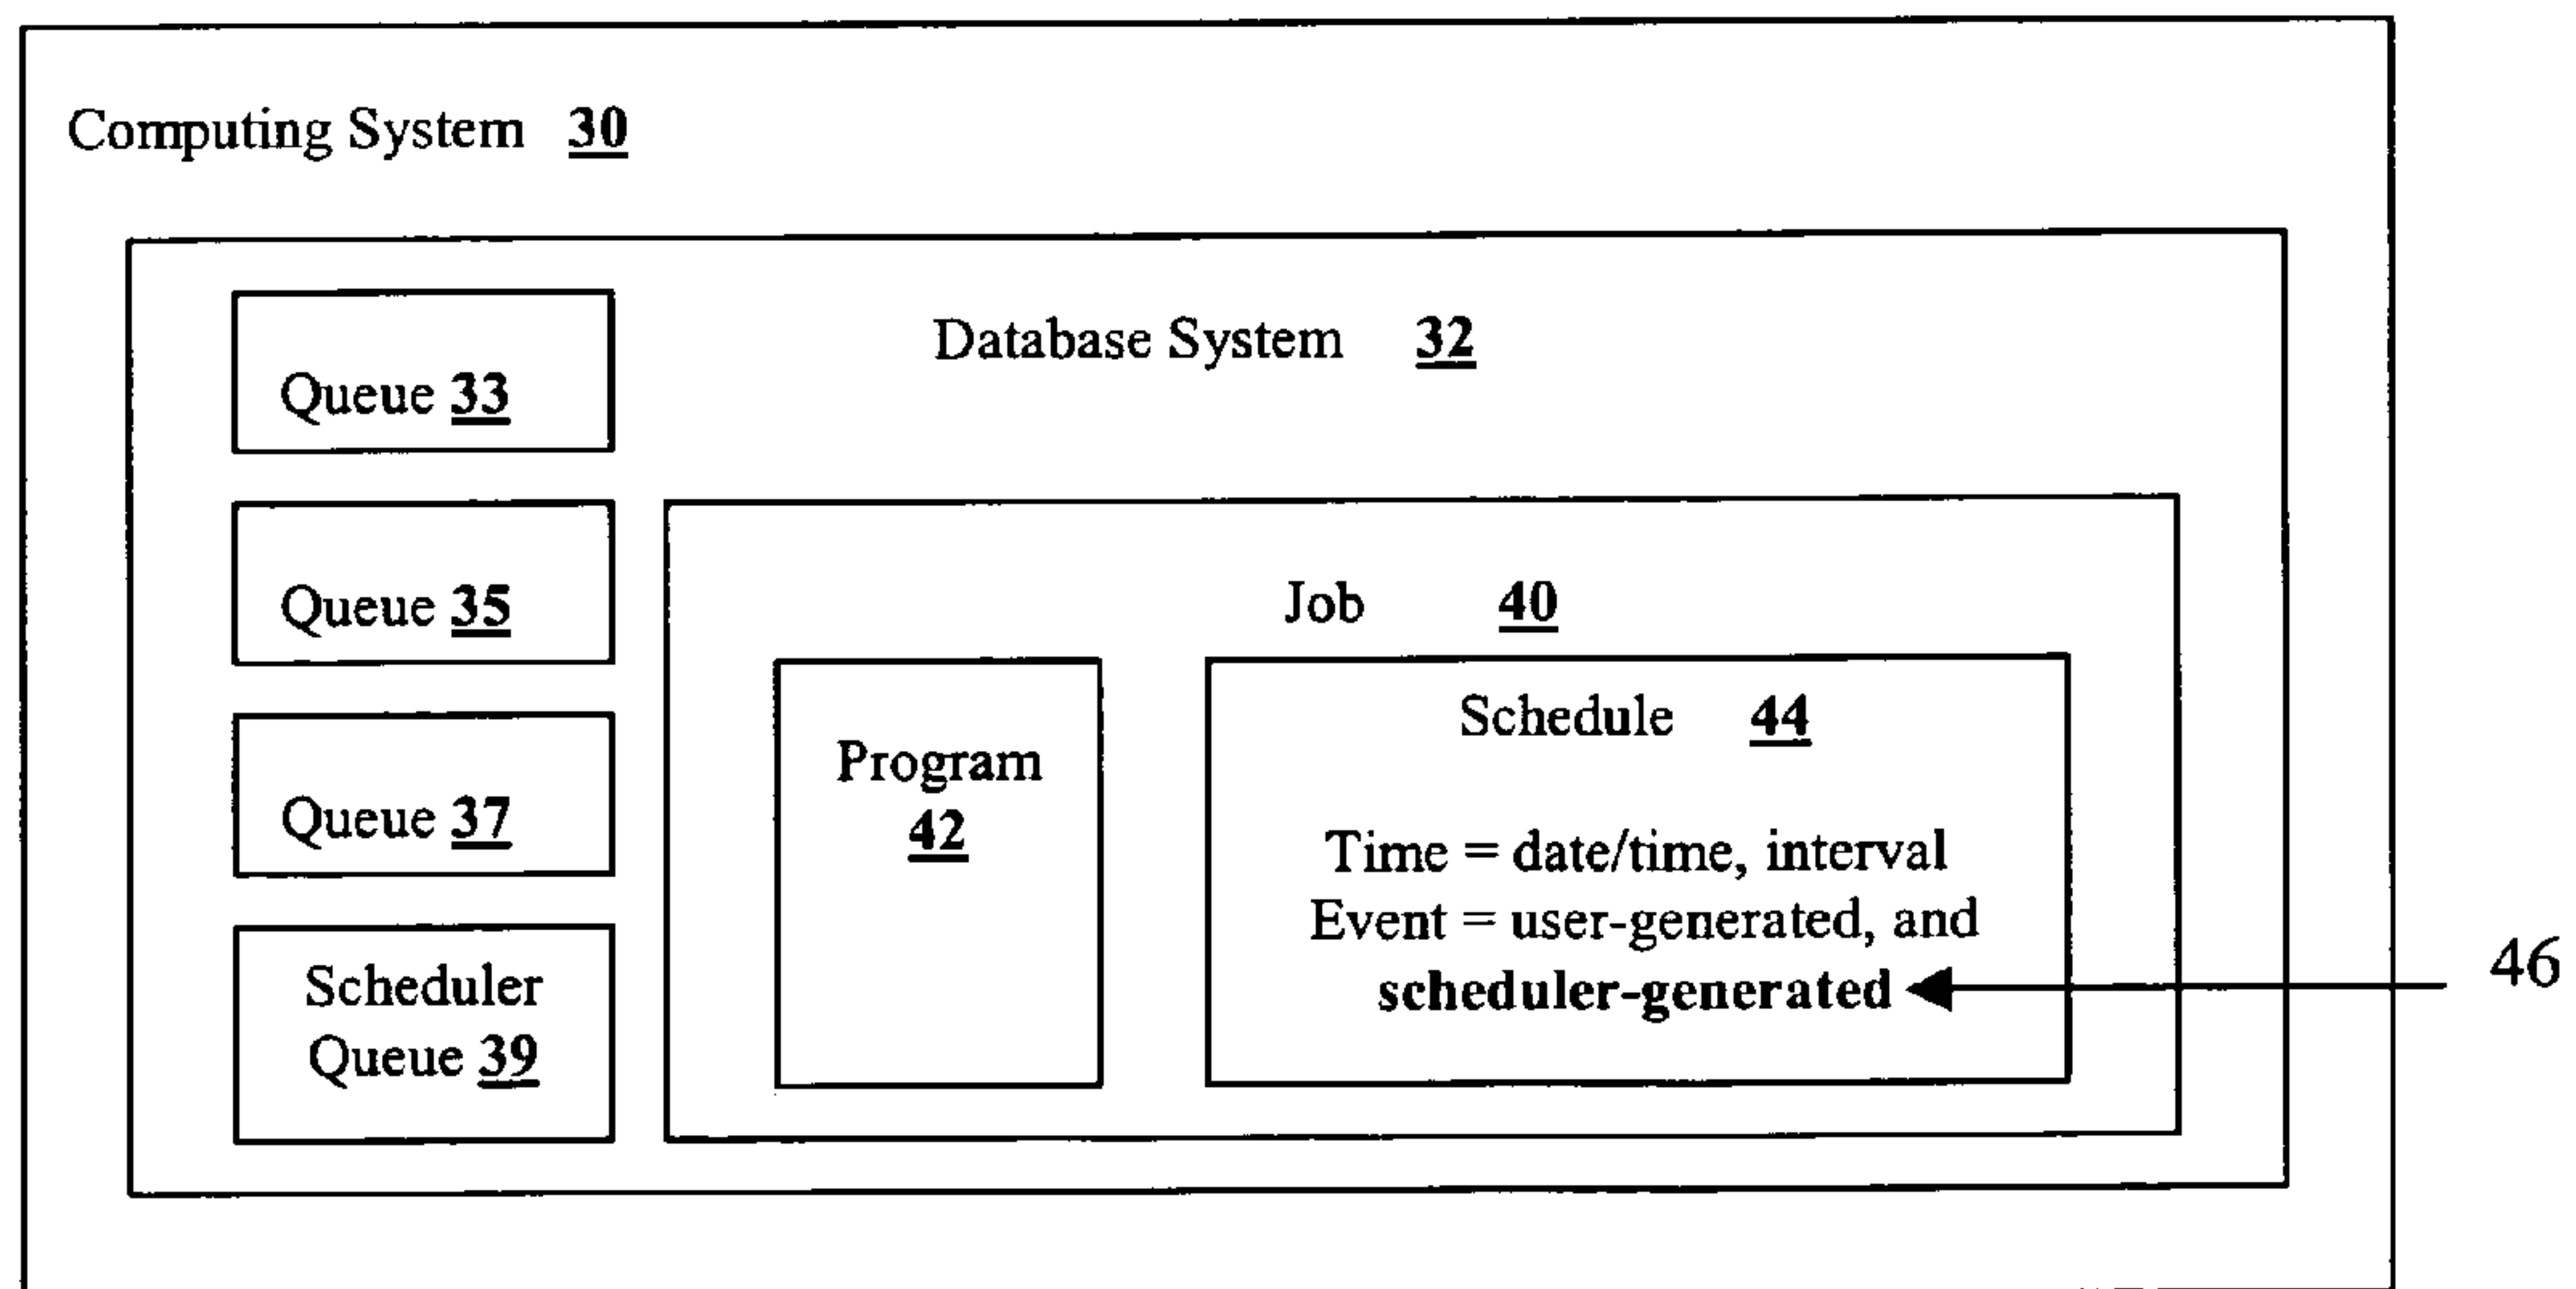 Computing System 30
Database System 32
Queue 33
Queue 35
Queue 37
Scheduler
Queue 39
Job 40
Program
42
Schedule 44
Time = date/time, interval
Event = user-generated, and
scheduler-generated
46